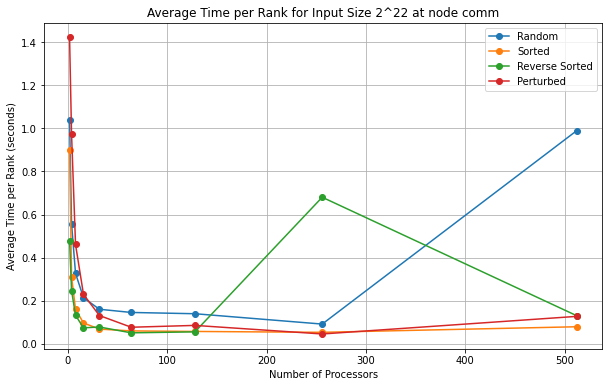 Average Time per Rank for Input Size 2^22 at node comm
Random
Sorted
Reverse Sorted
Perturbed
Average Time per Rank (seconds)
1.4
1.2
1.0
0.8
0.6
0.4
0.2
0.0
0 100 200 300 400 500
Number of Processors